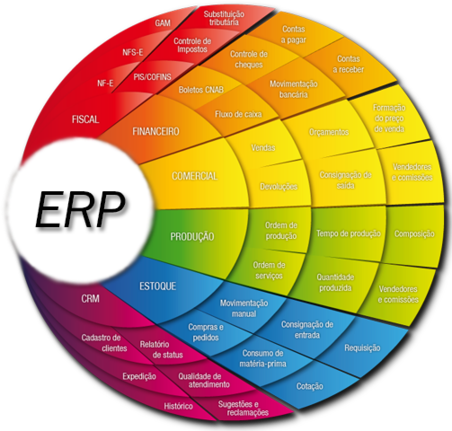 GAM
Substituição
tributária
NFS-E
Controle de
Impostos
Contas
a pagar
NF-E
PIS/COFINS
Controle de
cheques
Contas
a receber
Boletos CNAB
Movimentação
bancária
FISCAL
FINANCEIRO
Fluxo de caixa
Orçamentos
Formação
do preço
de venda
COMERCIAL
Vendas
Devoluções
Consignação de
saída
Vendedores
e comissões
ERP
PRODUÇÃO
Ordem de
produção
Tempo de produção
Composição
Ordem de
serviços
Quantidade
produzida
Vendedores
e comissões
ESTOQUE
Movimentação
manual
Consignação de
entrada
Requisição
Compras e
pedidos
Consumo de
matéria-prima
Cotação
CRM
Cadastro de
clientes
Relatório
de status
Expedição
Qualidade de
atendimento
Histórico
Sugestões e
reclamações